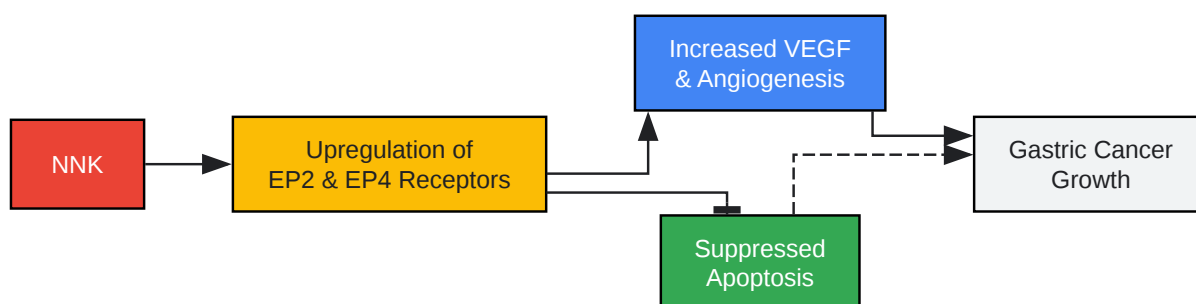 NNK
Upregulation of
EP2 & EP4 Receptors
Increased VEGF
& Angiogenesis
Suppressed
Apoptosis
Gastric Cancer
Growth